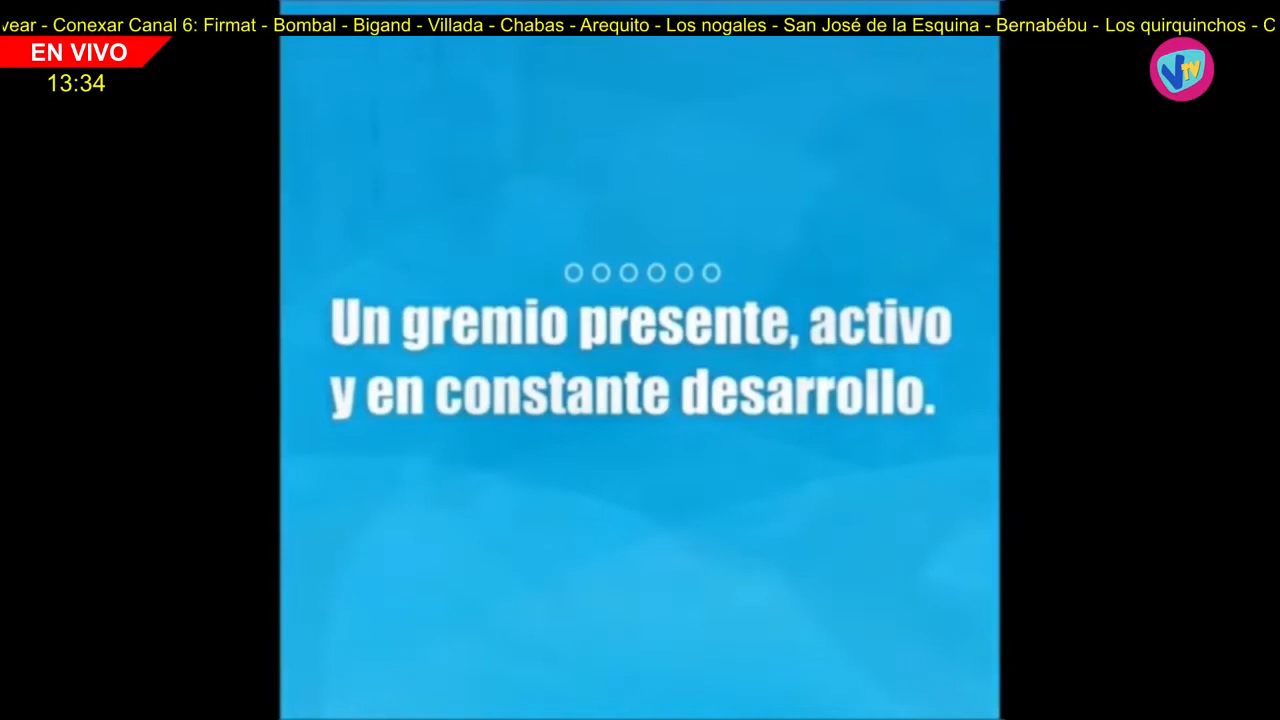 vear - Conexar Canal 6: Firmat - Bombal - Bigand - Villada - Chabas - Arequito - Los nogales - San José de la Esquina - Bernabébu - Los quirquinchos - C
EN VIVO
13:34
VTV
Un gremio presente, activo
y en constante desarrollo.